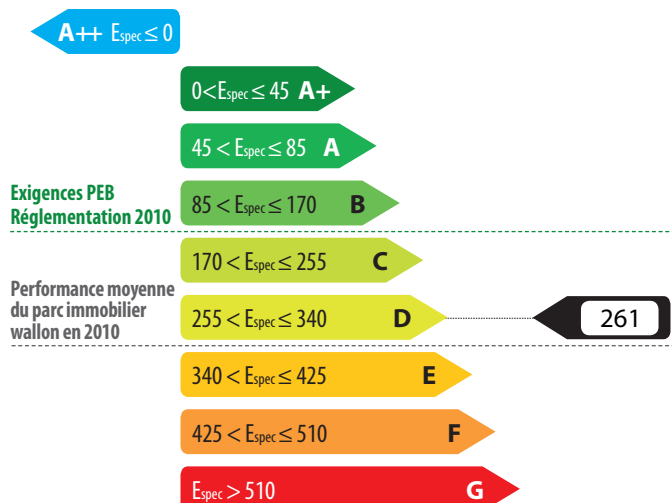 A++ Espec ≤ 0
0 < Espec ≤ 45 A+
45 < Espec ≤ 85 A
Exigences PEB
Réglementation 2010
85 < Espec ≤ 170 B
170 < Espec ≤ 255 C
Performance moyenne
du parc immobilier
wallon en 2010
255 < Espec ≤ 340 D
261
340 < Espec ≤ 425 E
425 < Espec ≤ 510 F
Espec > 510 G